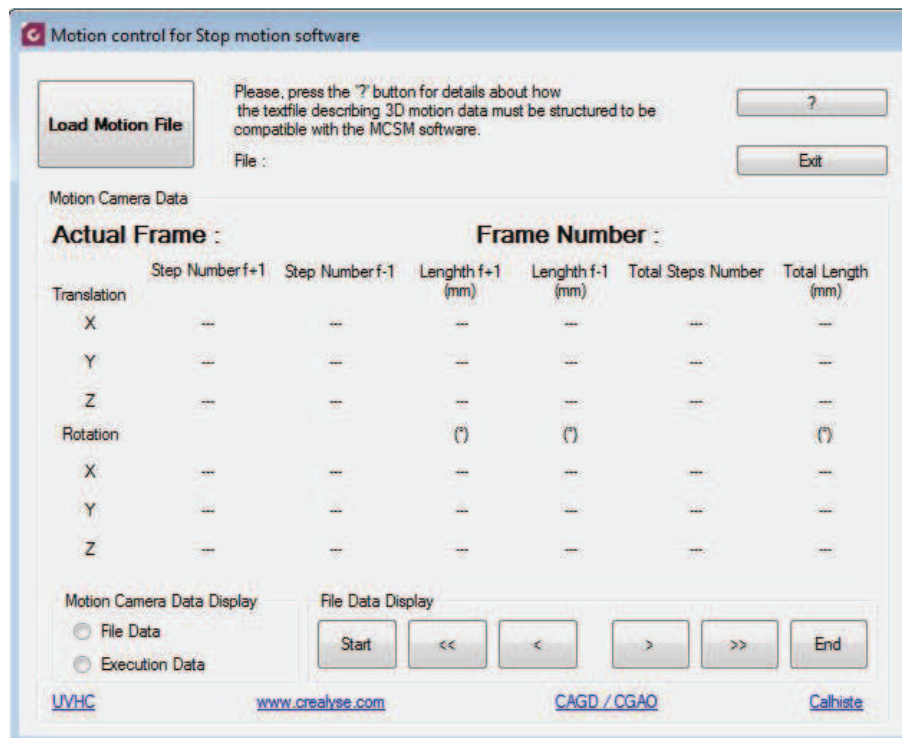 Motion control for Stop motion software
Load Motion File
Please, press the '?' button for details about how
the textfile describing 3D motion data must be structured to be
compatible with the MCSM software.
?
File :
Exit
Motion Camera Data
Actual Frame :
Frame Number :
Step Number f+1 Step Number f-1 Lenghth f+1 Lenghth f-1 Total Steps Number Total Length
Translation (mm) (mm) (mm)
X --- --- --- --- --- ---
Y --- --- --- --- --- ---
Z --- --- --- --- --- ---
Rotation (°) (°) (°)
X --- --- --- --- --- ---
Y --- --- --- --- --- ---
Z --- --- --- --- --- ---
Motion Camera Data Display
File Data
Execution Data
File Data Display
Start << < > >> End
UVHC www.crealyse.com CAGD / CGAO Calhiste